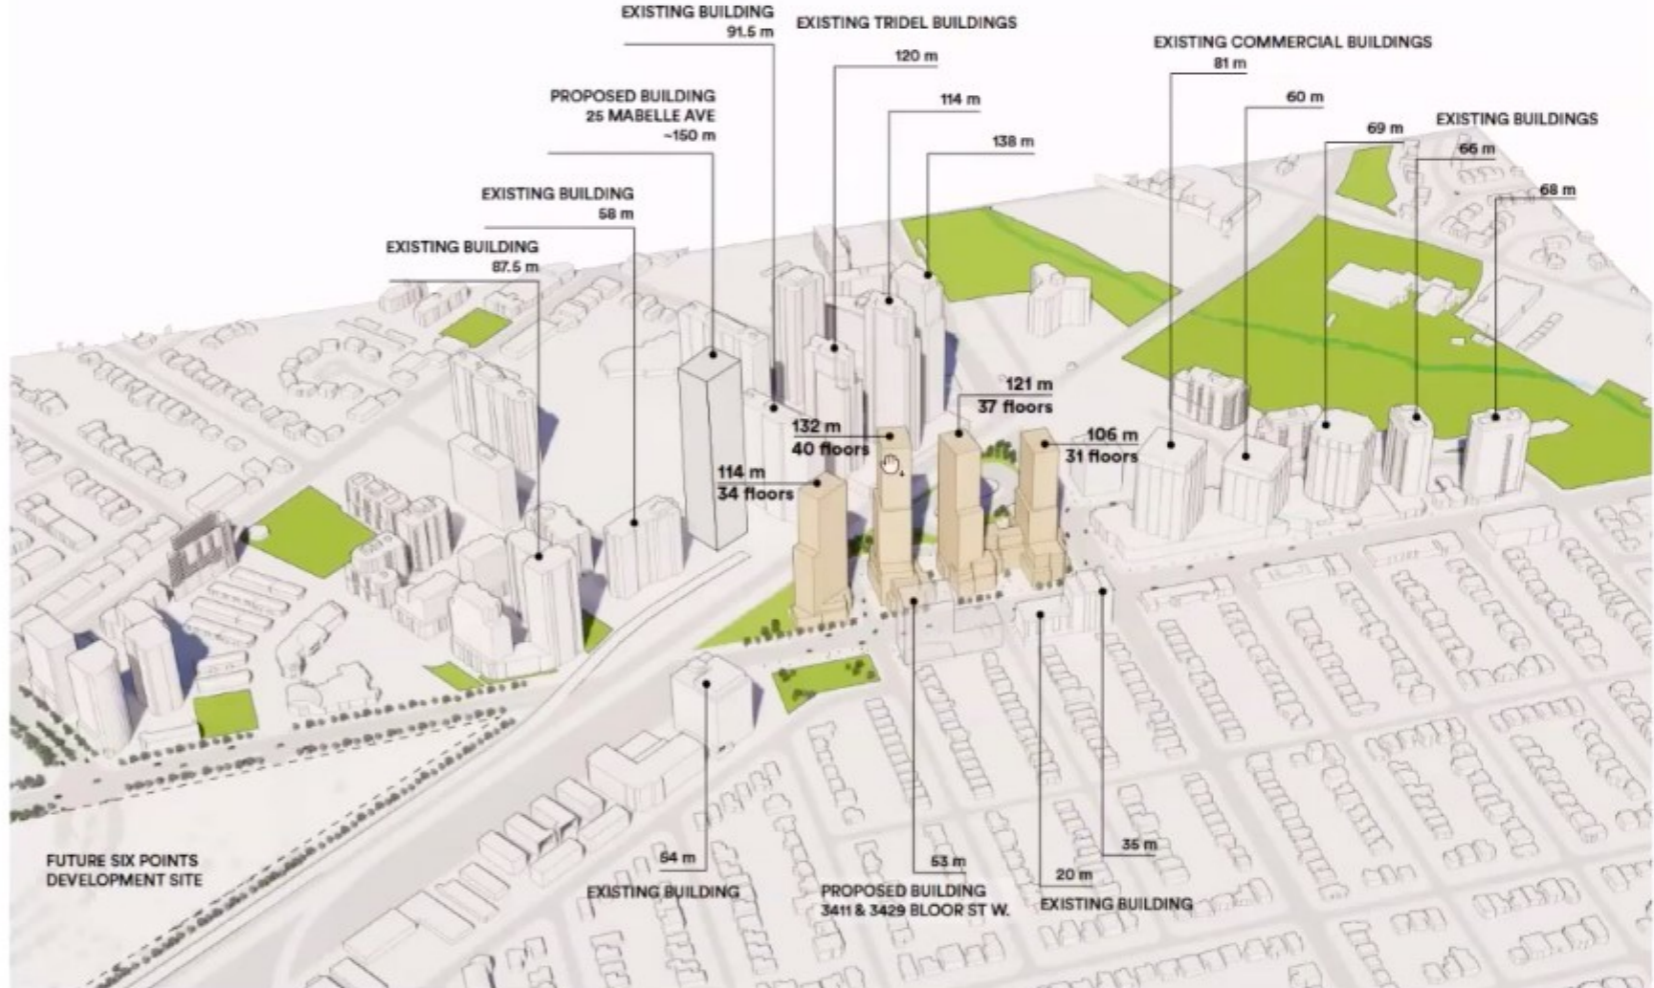 EXISTING BUILDING
91.5 m
EXISTING TRIDEL BUILDINGS
120 m
114 m
138 m
EXISTING COMMERCIAL BUILDINGS
81 m
60 m
69 m
EXISTING BUILDINGS
66 m
68 m
PROPOSED BUILDING
25 MABELLE AVE
~150 m
EXISTING BUILDING
58 m
EXISTING BUILDING
87.5 m
121 m
37 floors
132 m
40 floors
106 m
31 floors
114 m
34 floors
FUTURE SIX POINTS
DEVELOPMENT SITE
54 m
EXISTING BUILDING
53 m
PROPOSED BUILDING
3411 & 3429 BLOOR ST W.
35 m
20 m
EXISTING BUILDING